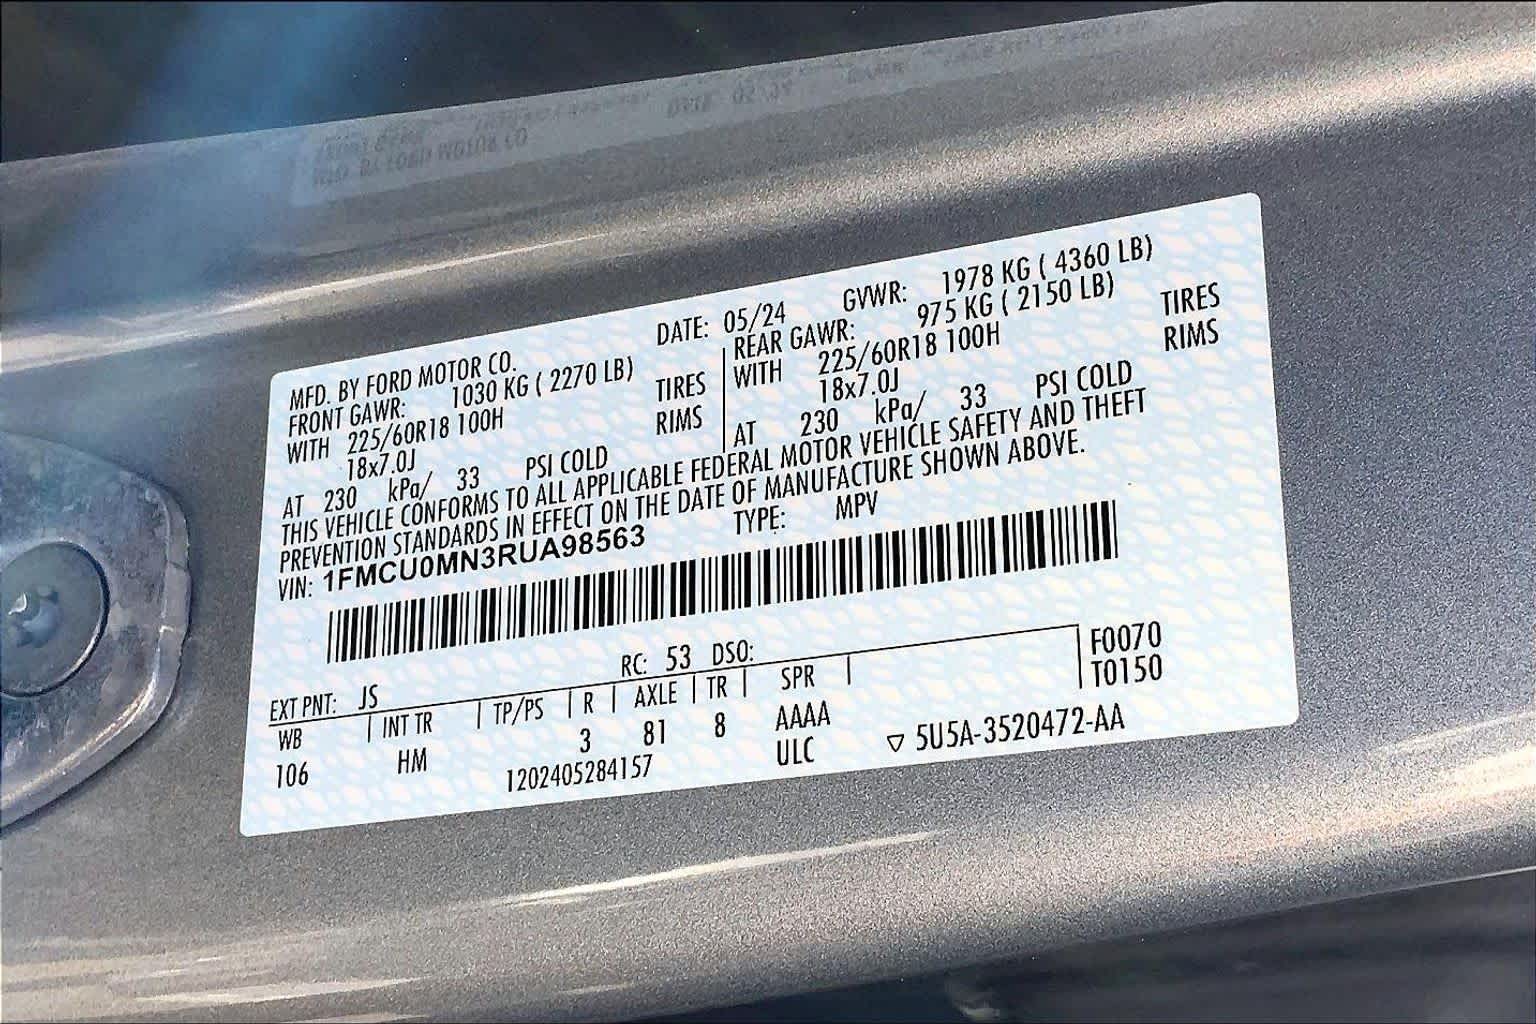 MFD. BY FORD MOTOR CO. DATE: 05/24 GVWR: 1978 KG ( 4360 LB)
FRONT GAWR: 1030 KG ( 2270 LB) REAR GAWR: 975 KG ( 2150 LB)
WITH 225/60R18 100H TIRES WITH 225/60R18 100H TIRES
18x7.0J RIMS 18x7.0J RIMS
AT 230 kPa/ 33 PSI COLD AT 230 kPa/ 33 PSI COLD
THIS VEHICLE CONFORMS TO ALL APPLICABLE FEDERAL MOTOR VEHICLE SAFETY AND THEFT
PREVENTION STANDARDS IN EFFECT ON THE DATE OF MANUFACTURE SHOWN ABOVE.
VIN: 1FMCU0MN3RUA98563 TYPE: MPV
EXT PNT: JS RC: 53 DSO: F0070
WB INT TR TP/PS R AXLE TR SPR T0150
106 HM 3 81 8 AAAA
1202405284157 ULC ▽ 5U5A-3520472-AA